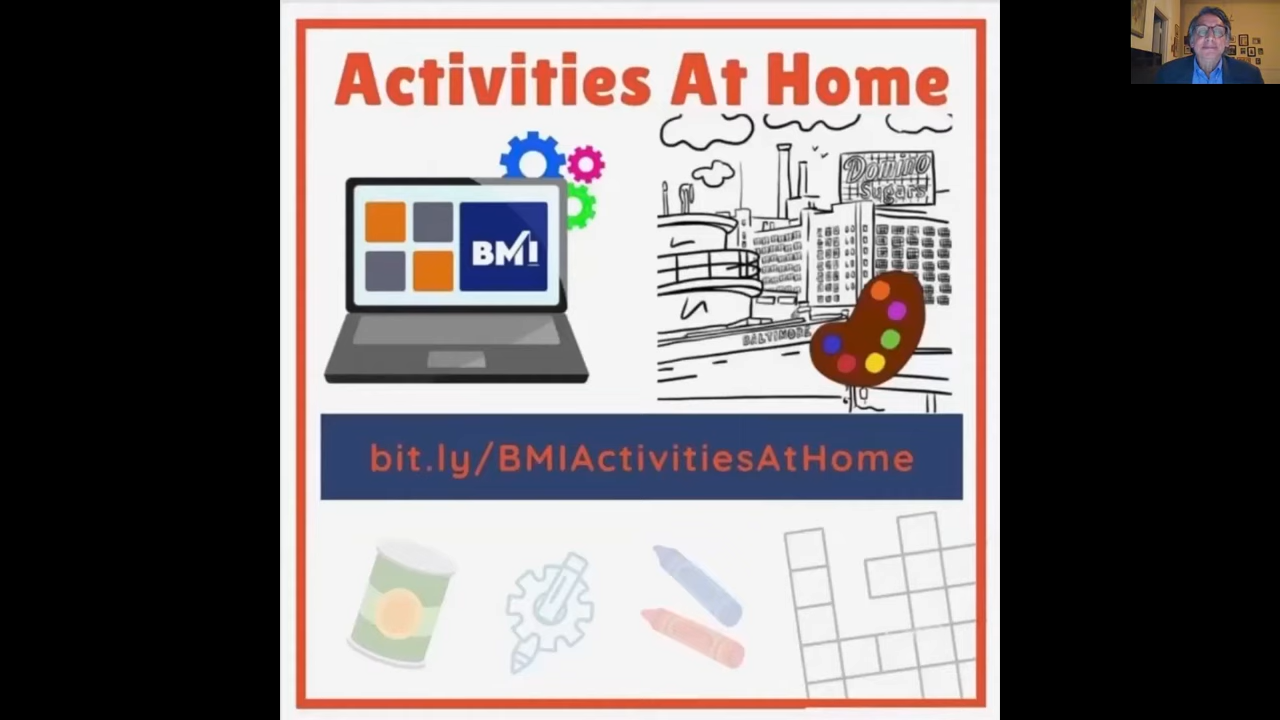 Activities At Home
Domino
Sugars
BMI
BALTIMORE
bit.ly/BMIActivitiesAtHome